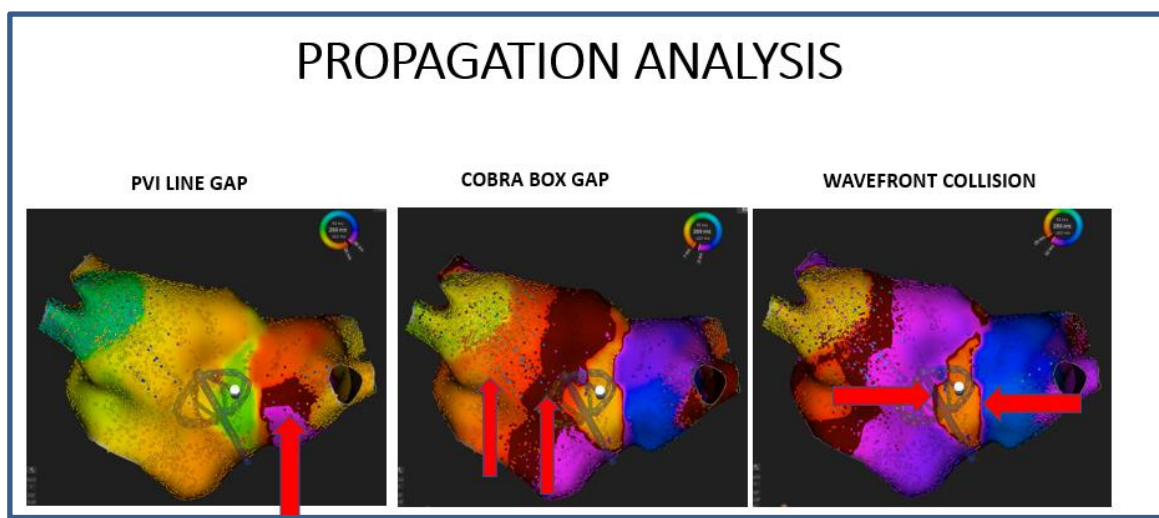 PROPAGATION ANALYSIS
PVI LINE GAP
COBRA BOX GAP
WAVEFRONT COLLISION